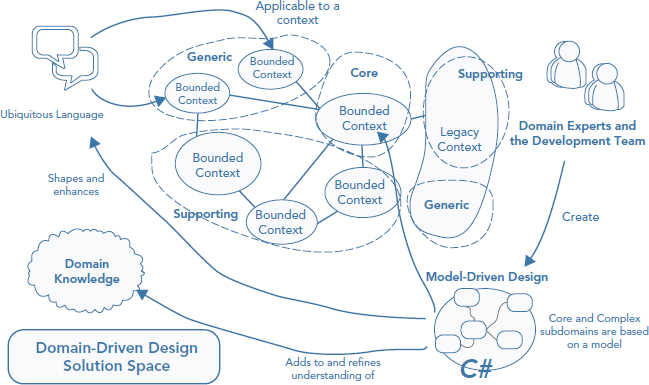 Applicable to a
context
Generic
Bounded
Context
Core
Supporting
Bounded
Context
Ubiquitous Language
Bounded
Context
Legacy
Context
Domain Experts and
the Development Team
Bounded
Context
Shapes and
enhances
Bounded
Context
Supporting
Bounded
Context
Generic
Create
Domain
Knowledge
Model-Driven Design
Core and Complex
subdomains are based
on a model
Domain-Driven Design
Solution Space
Adds to and refines
understanding of
C#